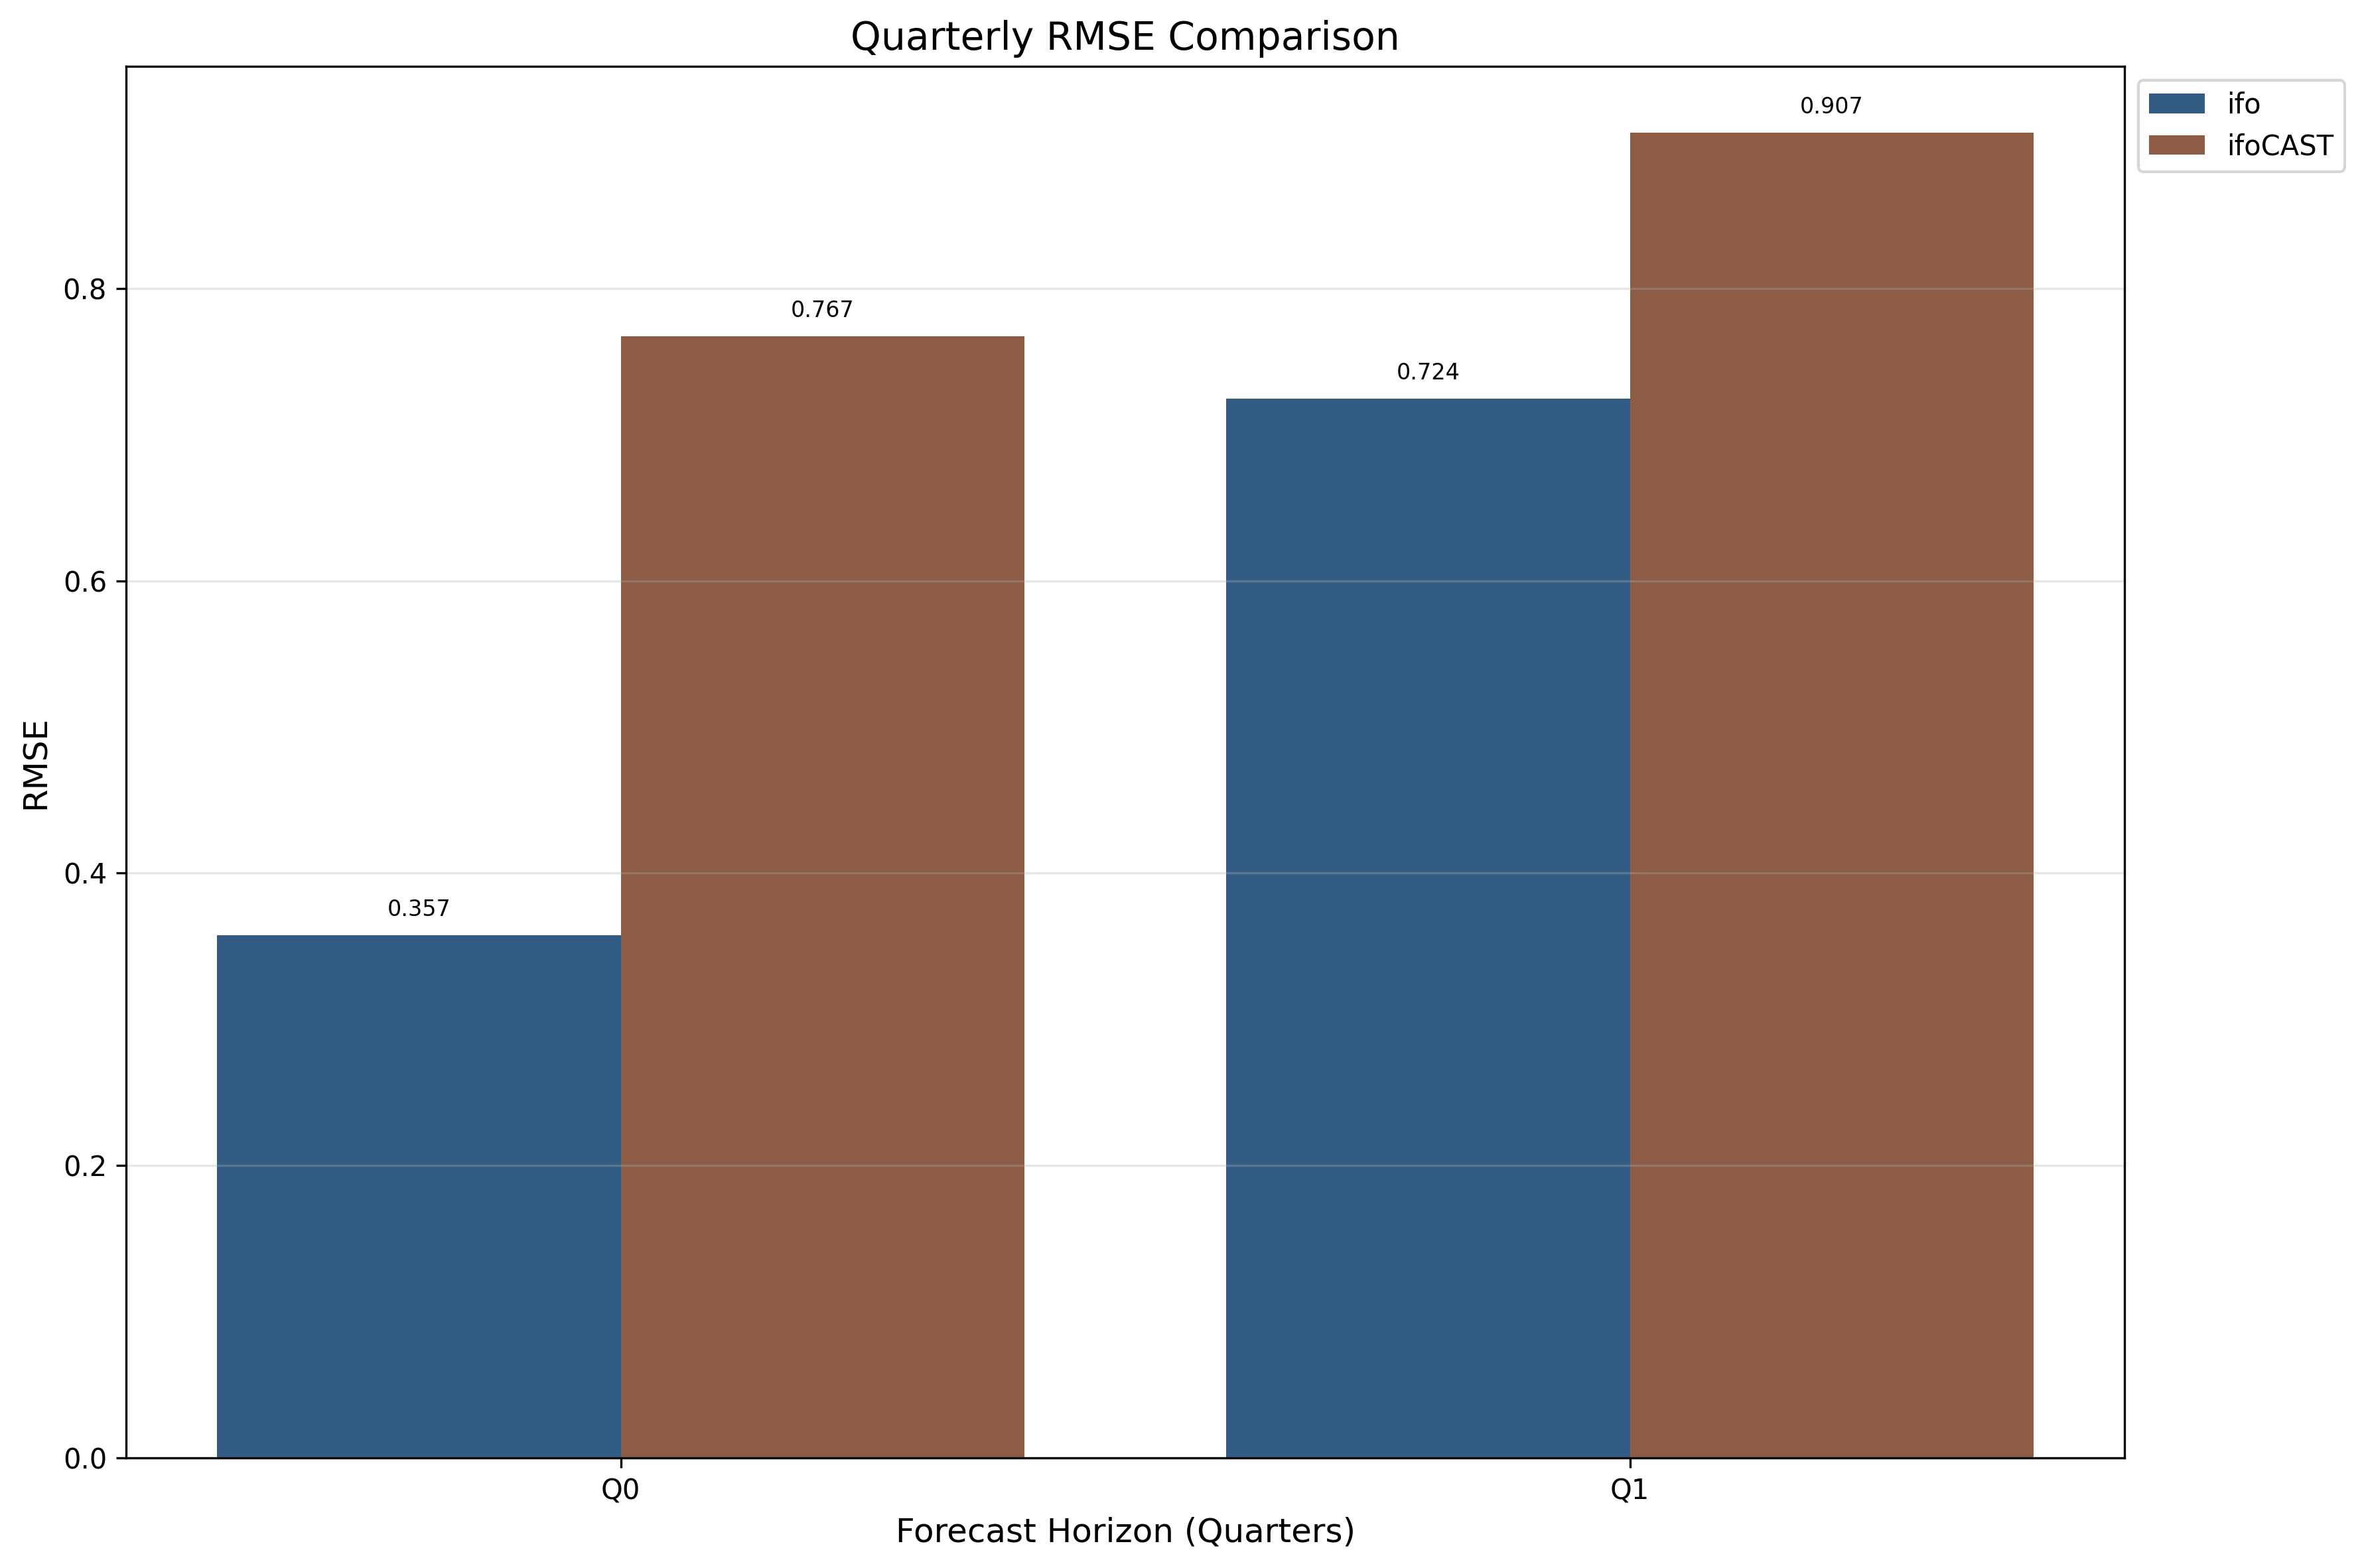 Quarterly RMSE Comparison
ifo
ifoCAST
0.907
0.8
0.767
0.724
0.6
RMSE
0.4
0.357
0.2
0.0
Q0
Q1
Forecast Horizon (Quarters)